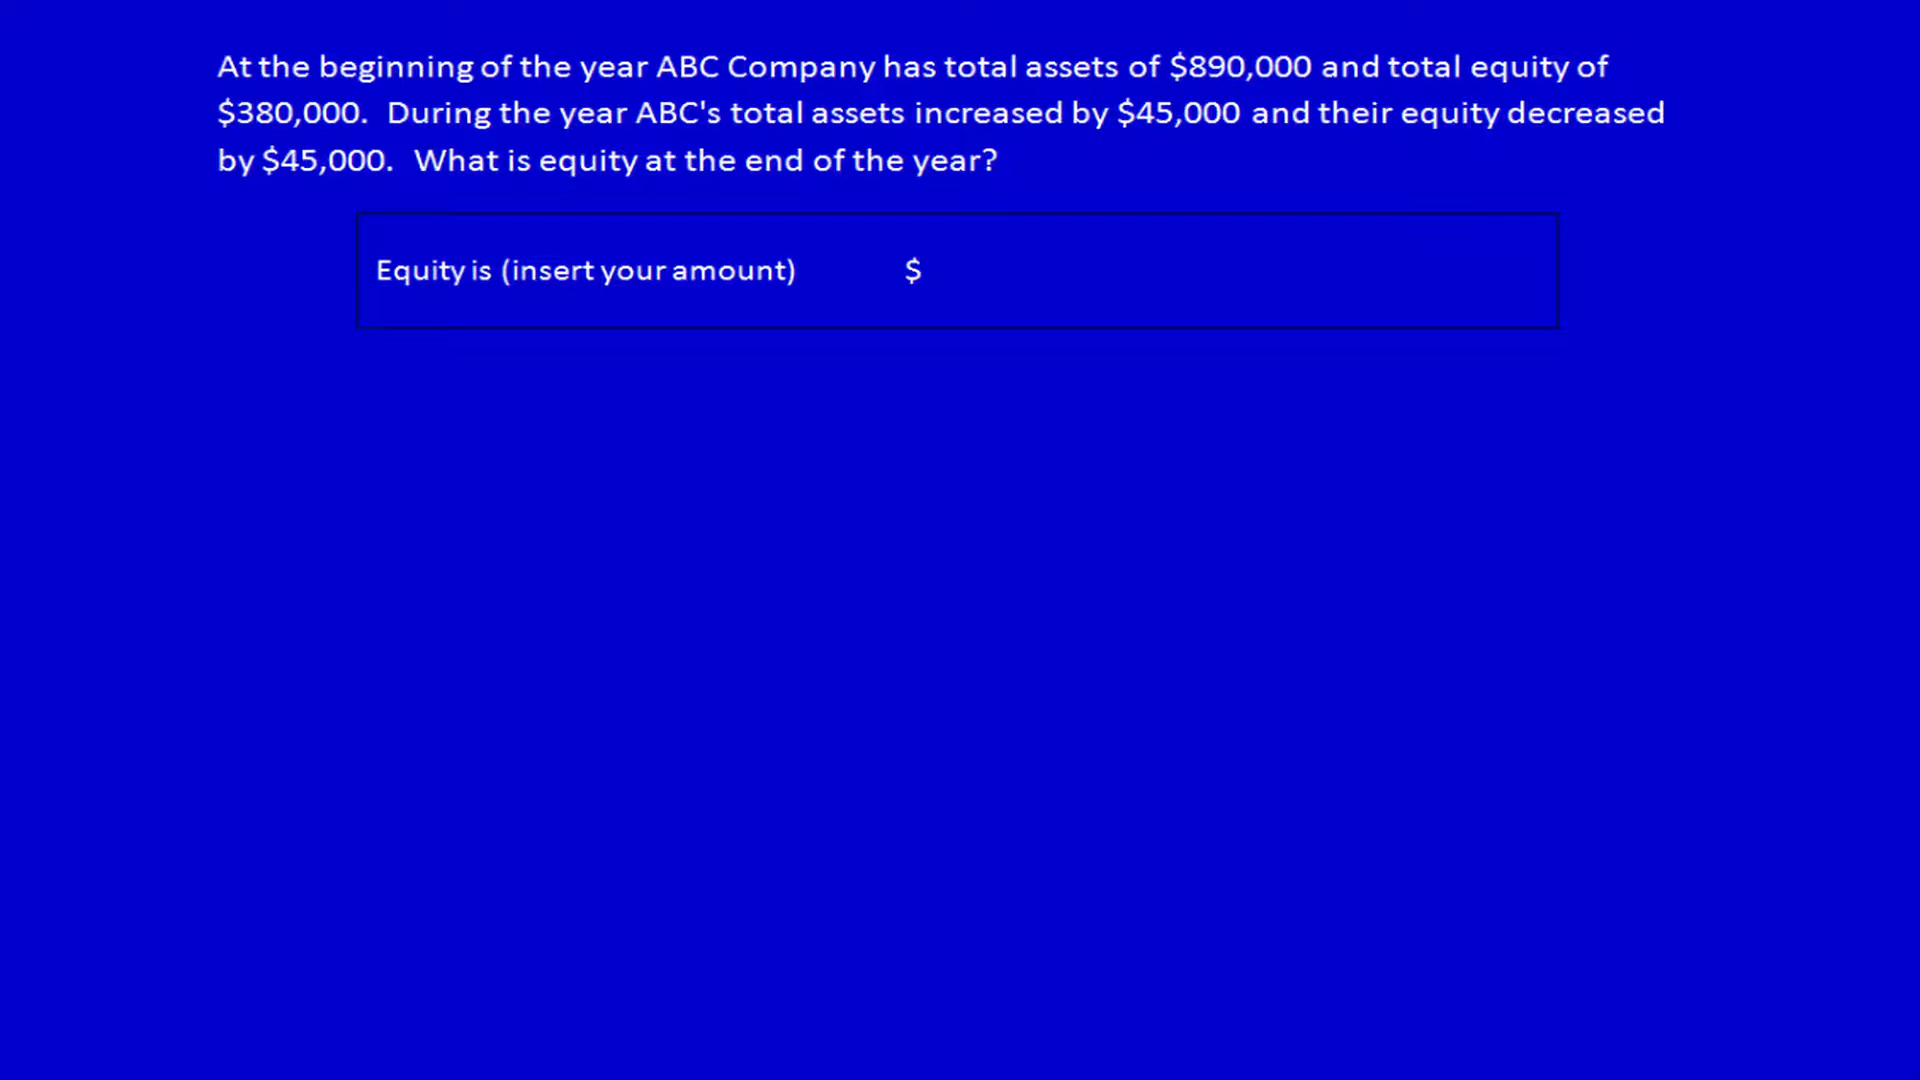 At the beginning of the year ABC Company has total assets of $890,000 and total equity of
$380,000.  During the year ABC's total assets increased by $45,000 and their equity decreased
by $45,000.  What is equity at the end of the year?
Equity is (insert your amount) $